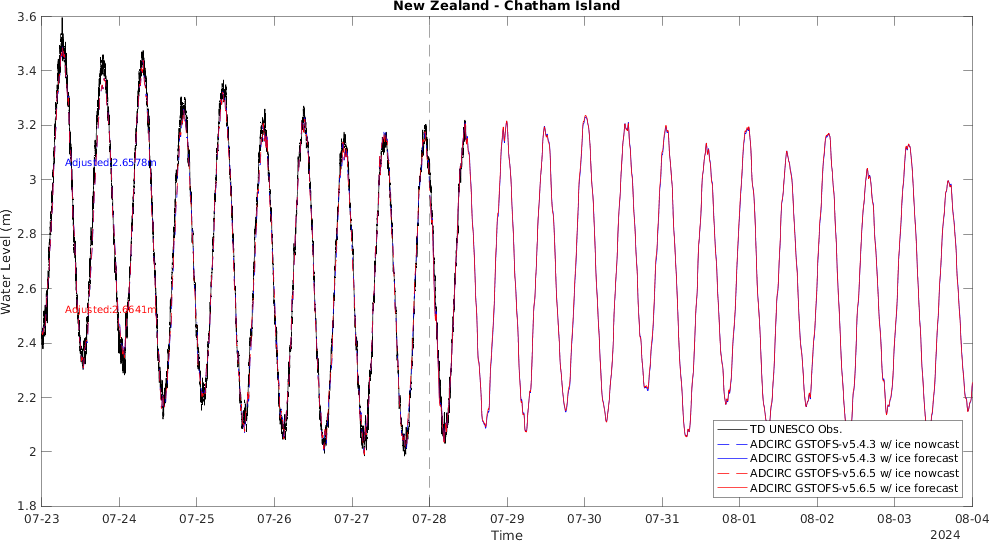 New Zealand - Chatham Island
3.6
3.4
3.2
3
2.8
2.6
2.4
2.2
2
1.8
Water Level (m)
Adjusted:2.6578m
Adjusted:2.6641m
TD UNESCO Obs.
ADCIRC GSTOFS-v5.4.3 w/ ice nowcast
ADCIRC GSTOFS-v5.4.3 w/ ice forecast
ADCIRC GSTOFS-v5.6.5 w/ ice nowcast
ADCIRC GSTOFS-v5.6.5 w/ ice forecast
07-23 07-24 07-25 07-26 07-27 07-28 07-29 07-30 07-31 08-01 08-02 08-03 08-04
Time
2024